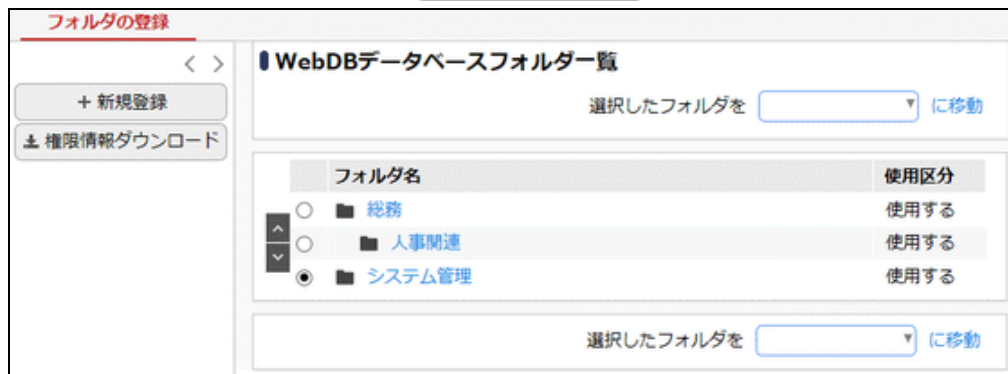 フォルダの登録
+ 新規登録
権限情報ダウンロード
WebDBデータベースフォルダ一覧
選択したフォルダを に移動
フォルダ名 使用区分
総務 使用する
人事関連 使用する
システム管理 使用する
選択したフォルダを に移動